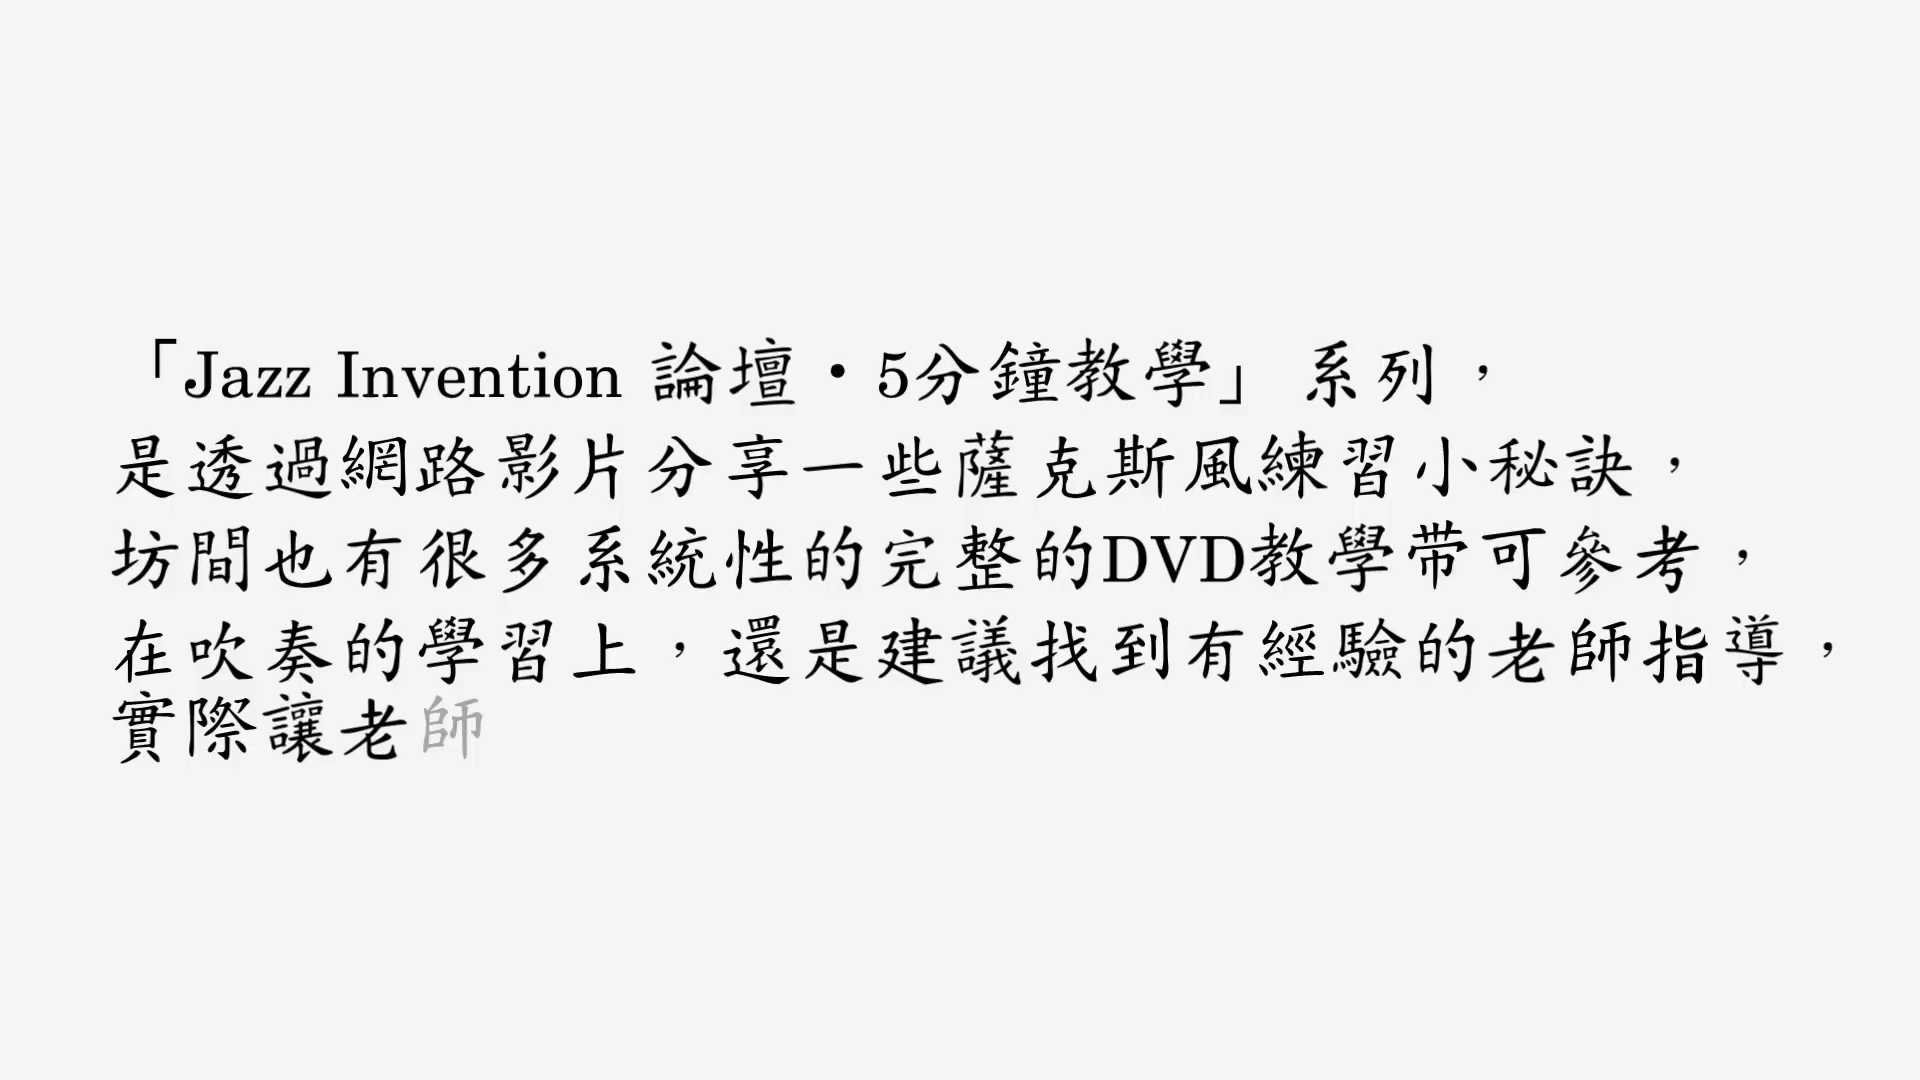 「Jazz Invention 論壇·5分鐘教學」系列，
是透過網路影片分享一些薩克斯風練習小秘訣，
坊間也有很多系統性的完整的DVD教學带可參考，
在吹奏的學習上，還是建議找到有經驗的老師指導，
實際讓老師